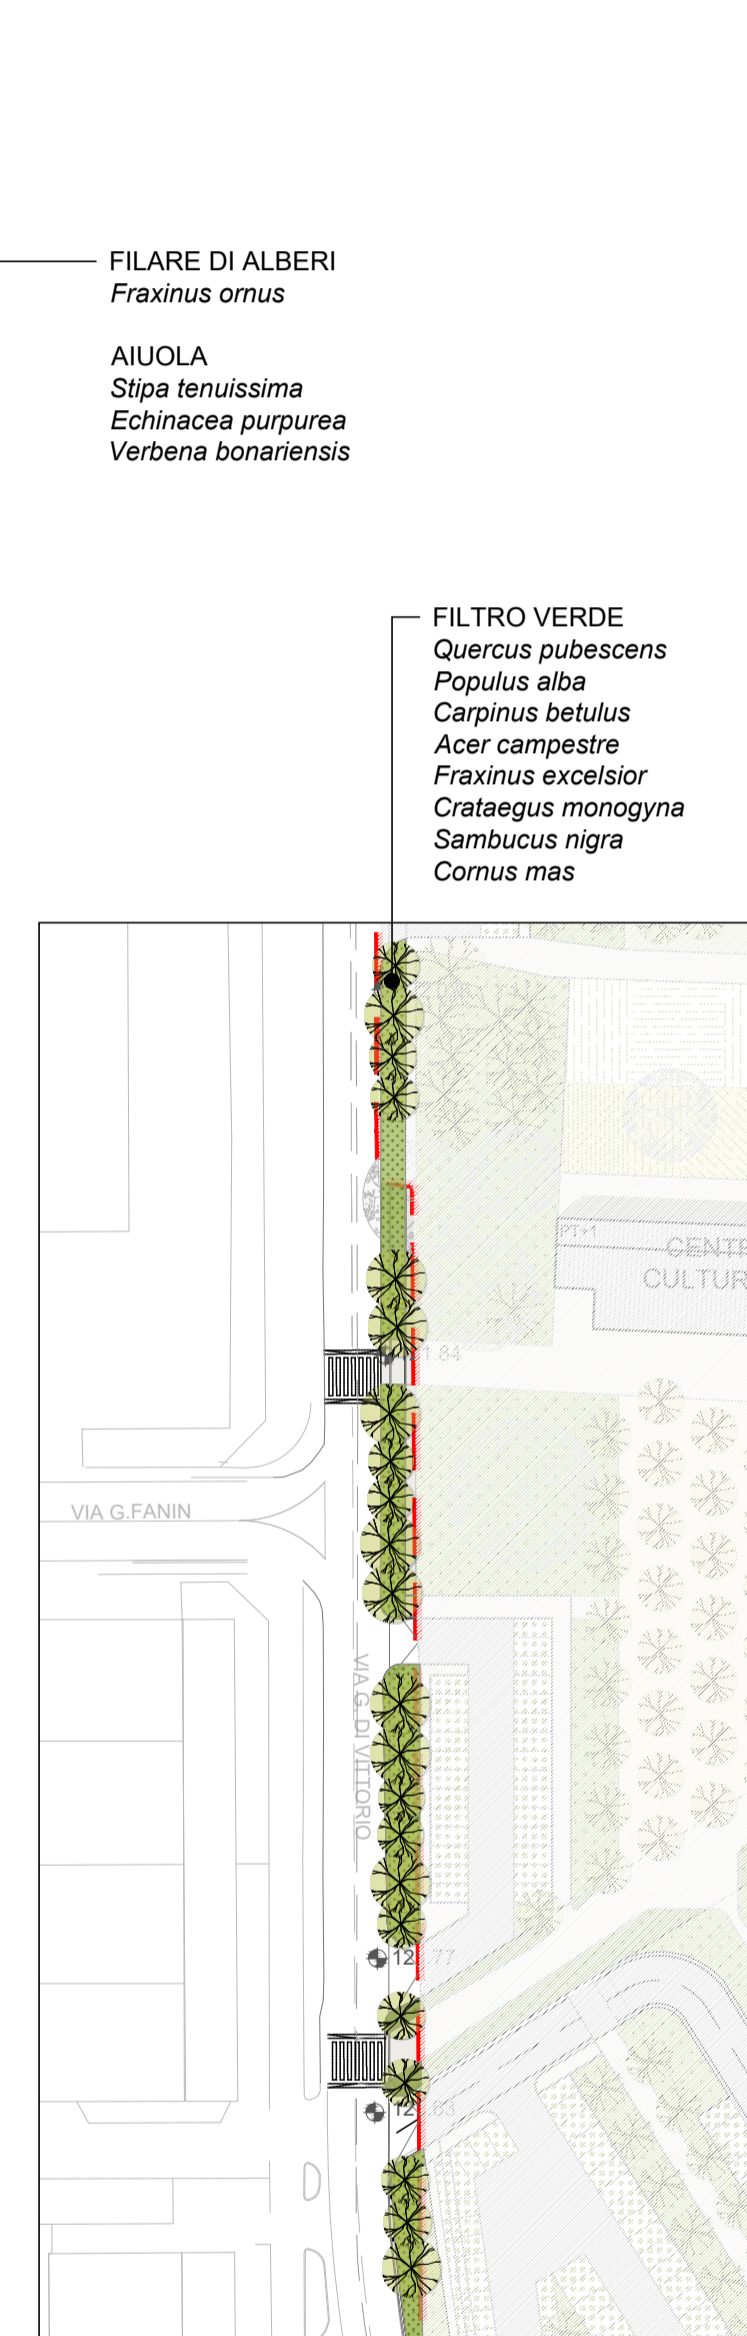 FILARE DI ALBERI
Fraxinus ornus
AIUOLA
Stipa tenuissima
Echinacea purpurea
Verbena bonariensis
FILTRO VERDE
Quercus pubescens
Populus alba
Carpinus betulus
Acer campestre
Fraxinus excelsior
Crataegus monogyna
Sambucus nigra
Cornus mas
PT+1
CENT
CULTUR
VIA G.FANIN
VIA G. DI VITTORIO